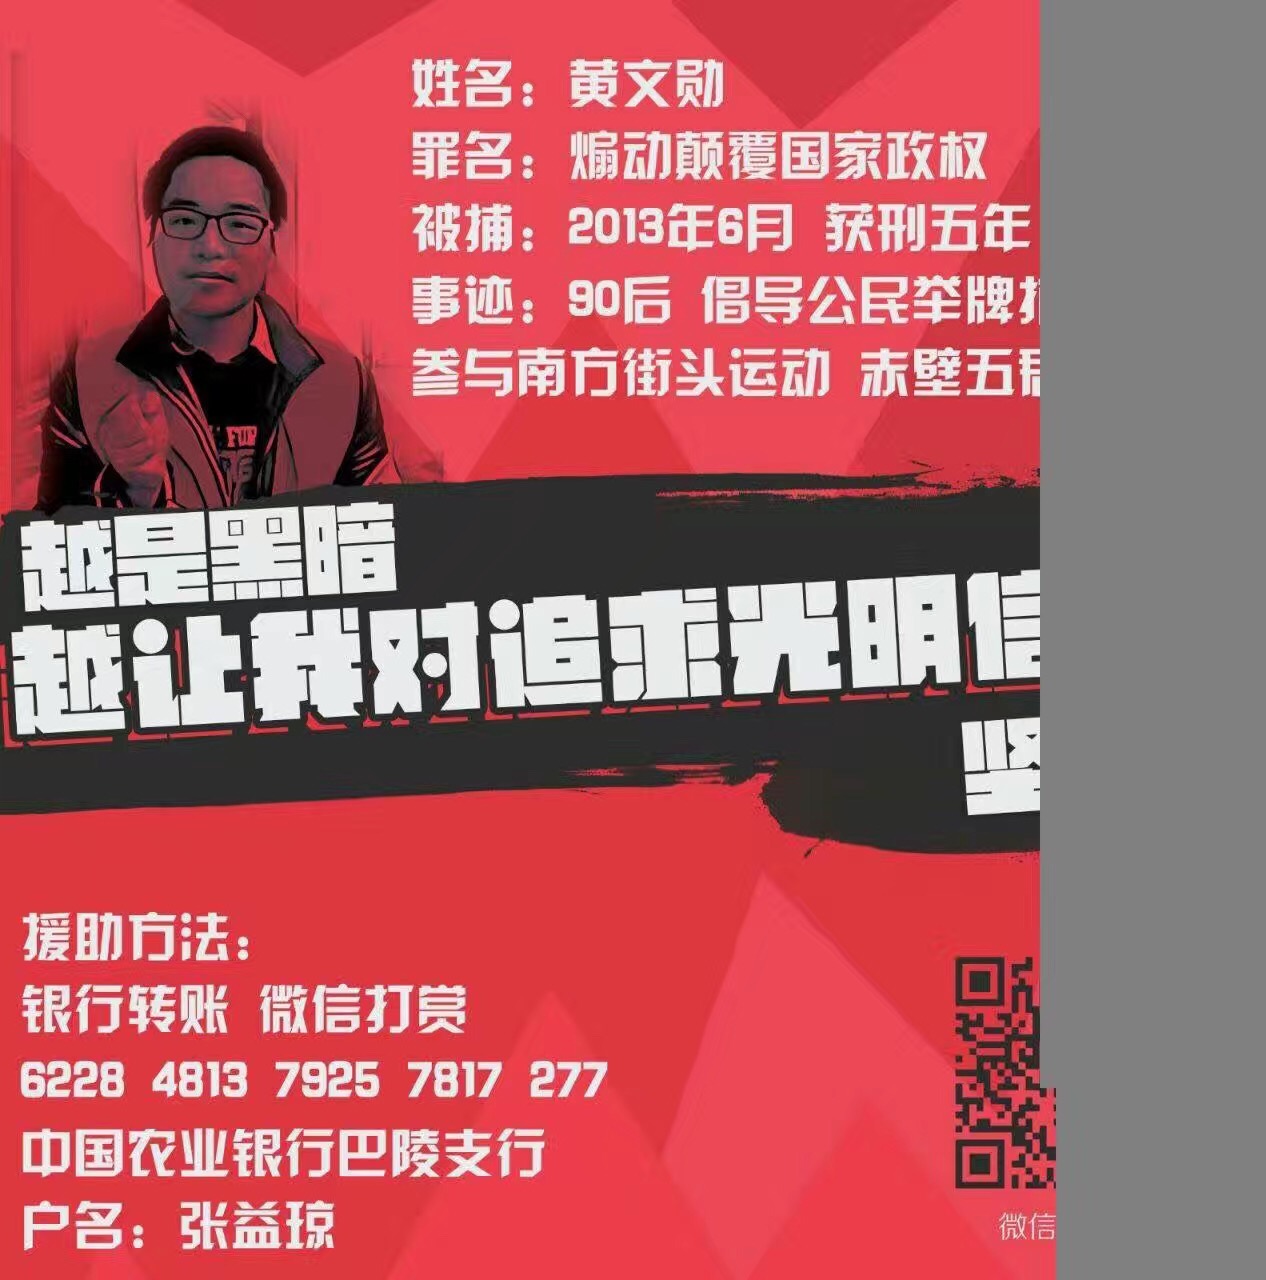 姓名：黄文勋
罪名：煽动颠覆国家政权
被捕：2013年6月 获刑五年
事迹：90后 倡导公民举牌
参与南方街头运动 赤壁五君
越是黑暗
越让我对追求光明信
坚
援助方法：
银行转账 微信打赏
6228 4813 7925 7817 277
中国农业银行巴陵支行
户名：张益琼
微信
FUR